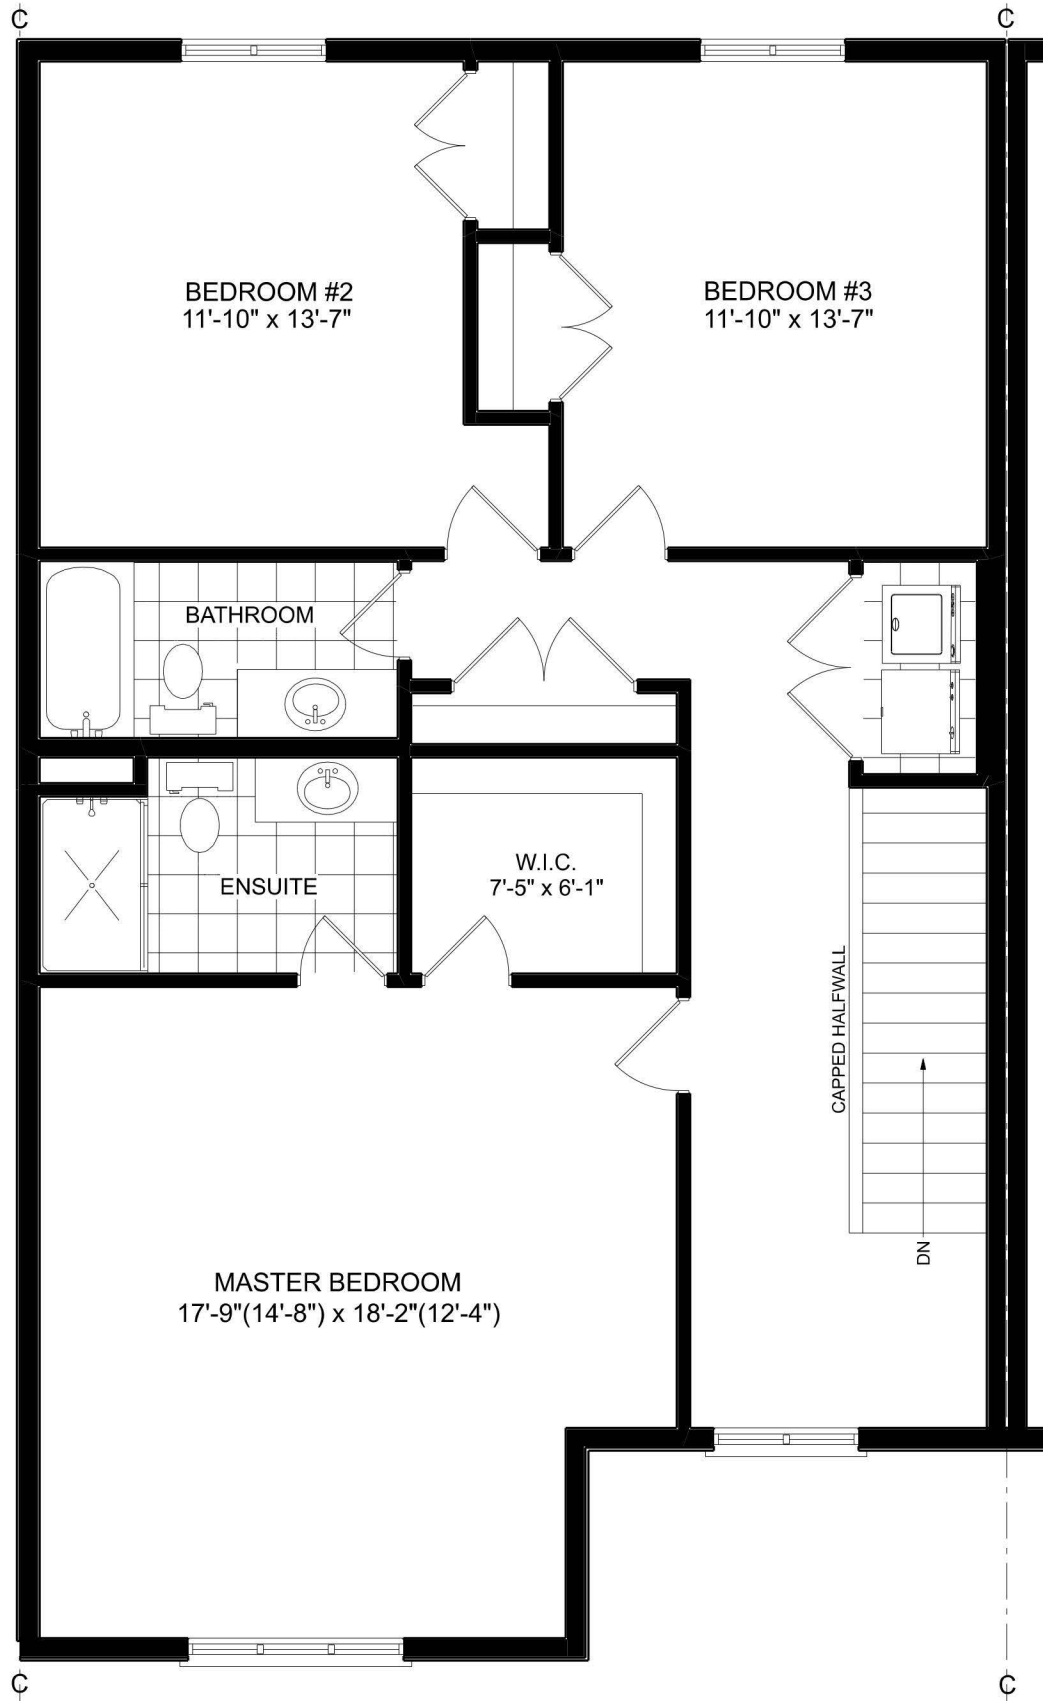 ℄ ℄
BEDROOM #2
11'-10" x 13'-7"
BEDROOM #3
11'-10" x 13'-7"
BATHROOM
W.I.C.
7'-5" x 6'-1"
ENSUITE
CAPPED HALFWALL
DN
MASTER BEDROOM
17'-9"(14'-8") x 18'-2"(12'-4")
℄ ℄